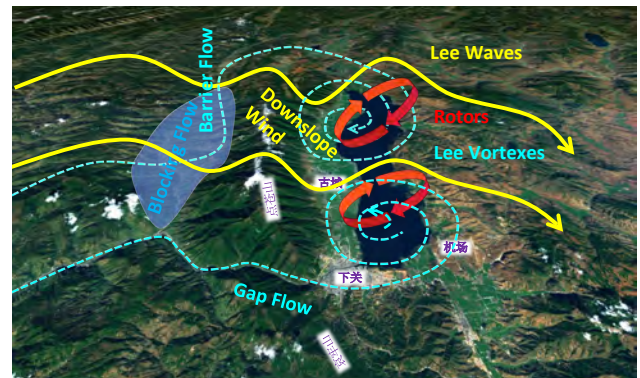 Lee Waves
Barrier Flow
Downslope
Wind
Rotors
Lee Vortexes
Blocking Flow
古城
机场
下关
Gap Flow